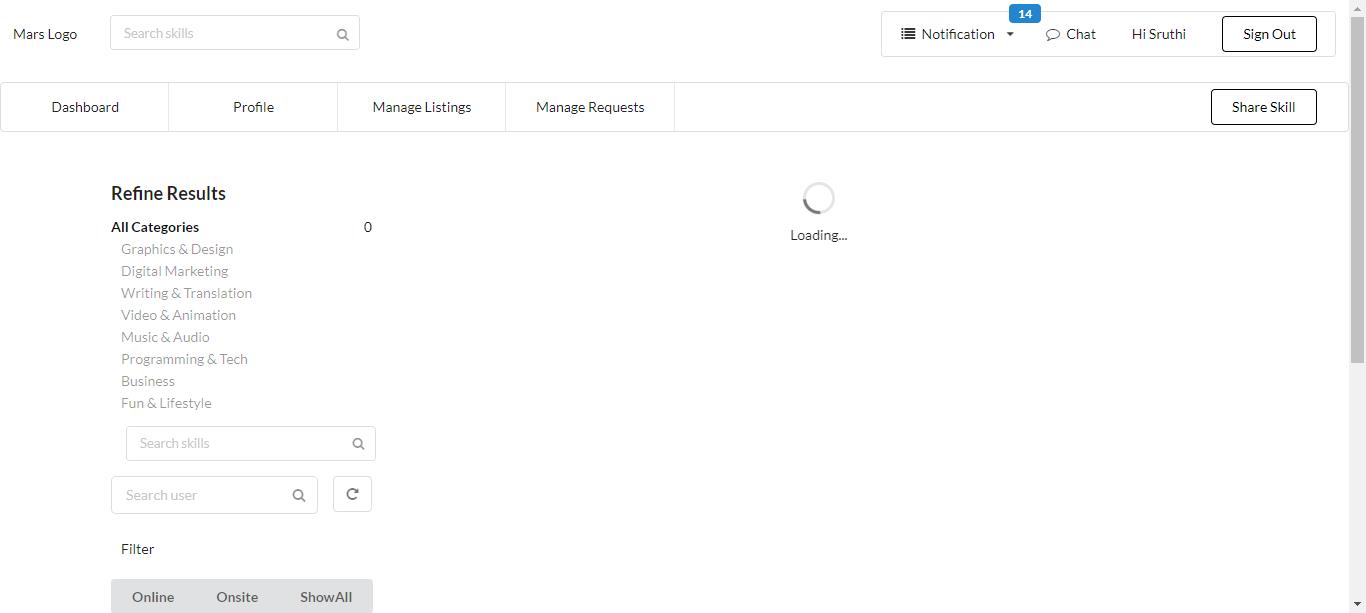 Mars Logo
Search skills
14
Notification
Chat
Hi Sruthi
Sign Out
Dashboard
Profile
Manage Listings
Manage Requests
Share Skill
Refine Results
All Categories 0
Graphics & Design
Digital Marketing
Writing & Translation
Video & Animation
Music & Audio
Programming & Tech
Business
Fun & Lifestyle
Search skills
Search user
Filter
Online
Onsite
ShowAll
Loading...